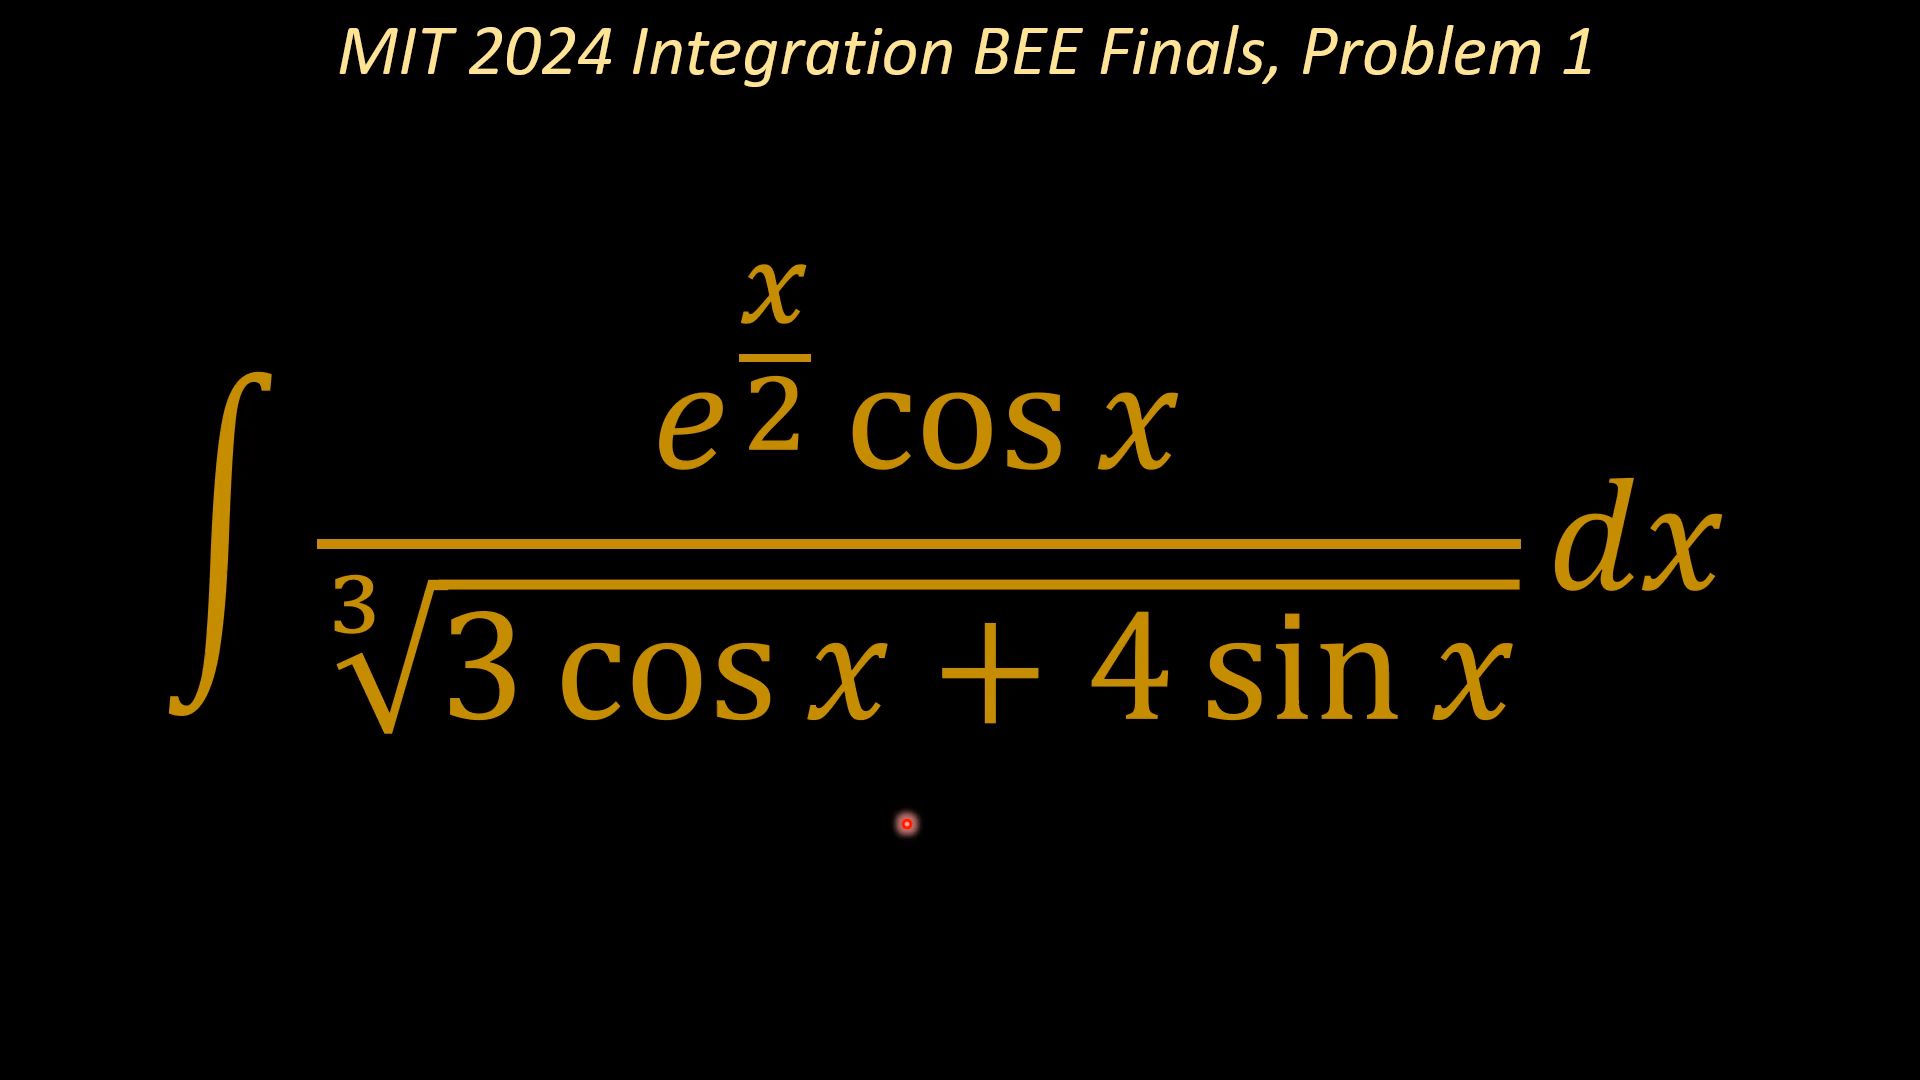 MIT 2024 Integration BEE Finals, Problem 1
∫ e^(x/2) cos x / ∛(3 cos x + 4 sin x) dx